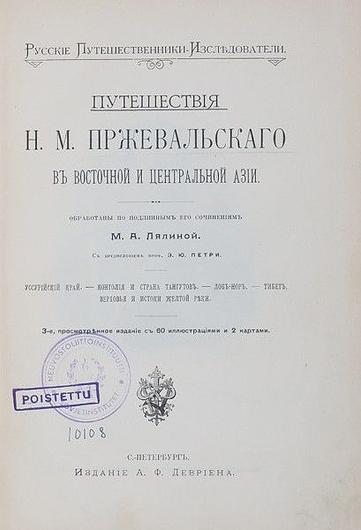 Русскіе Путешественники-Изслѣдователи.
ПУТЕШЕСТВІЯ
Н. М. ПРЖЕВАЛЬСКАГО
ВЪ ВОСТОЧНОЙ И ЦЕНТРАЛЬНОЙ АЗІИ.
ОБРАБОТАНЫ ПО ПОДЛИННЫМЪ ЕГО СОЧИНЕНІЯМЪ
М. А. Лялиной.
Съ предисловіемъ проф. Э. Ю. ПЕТРИ.
УССУРІЙСКІЙ КРАЙ. — МОНГОЛІЯ И СТРАНА ТАНГУТОВЪ. — ЛОБЪ-НОРЪ. — ТИБЕТЪ.
ВЕРХОВЬЯ И ИСТОКИ ЖЕЛТОЙ РѢКИ.
3-е, просмотрѣнное изданіе съ 60 иллюстраціями и 2 картами.
NEUVOSTOLIITTOINSTITUUTTI
SOVJETINSTITUTET
POISTETTU
10108
С.-ПЕТЕРБУРГЪ.
Изданіе А. Ф. Девріена.